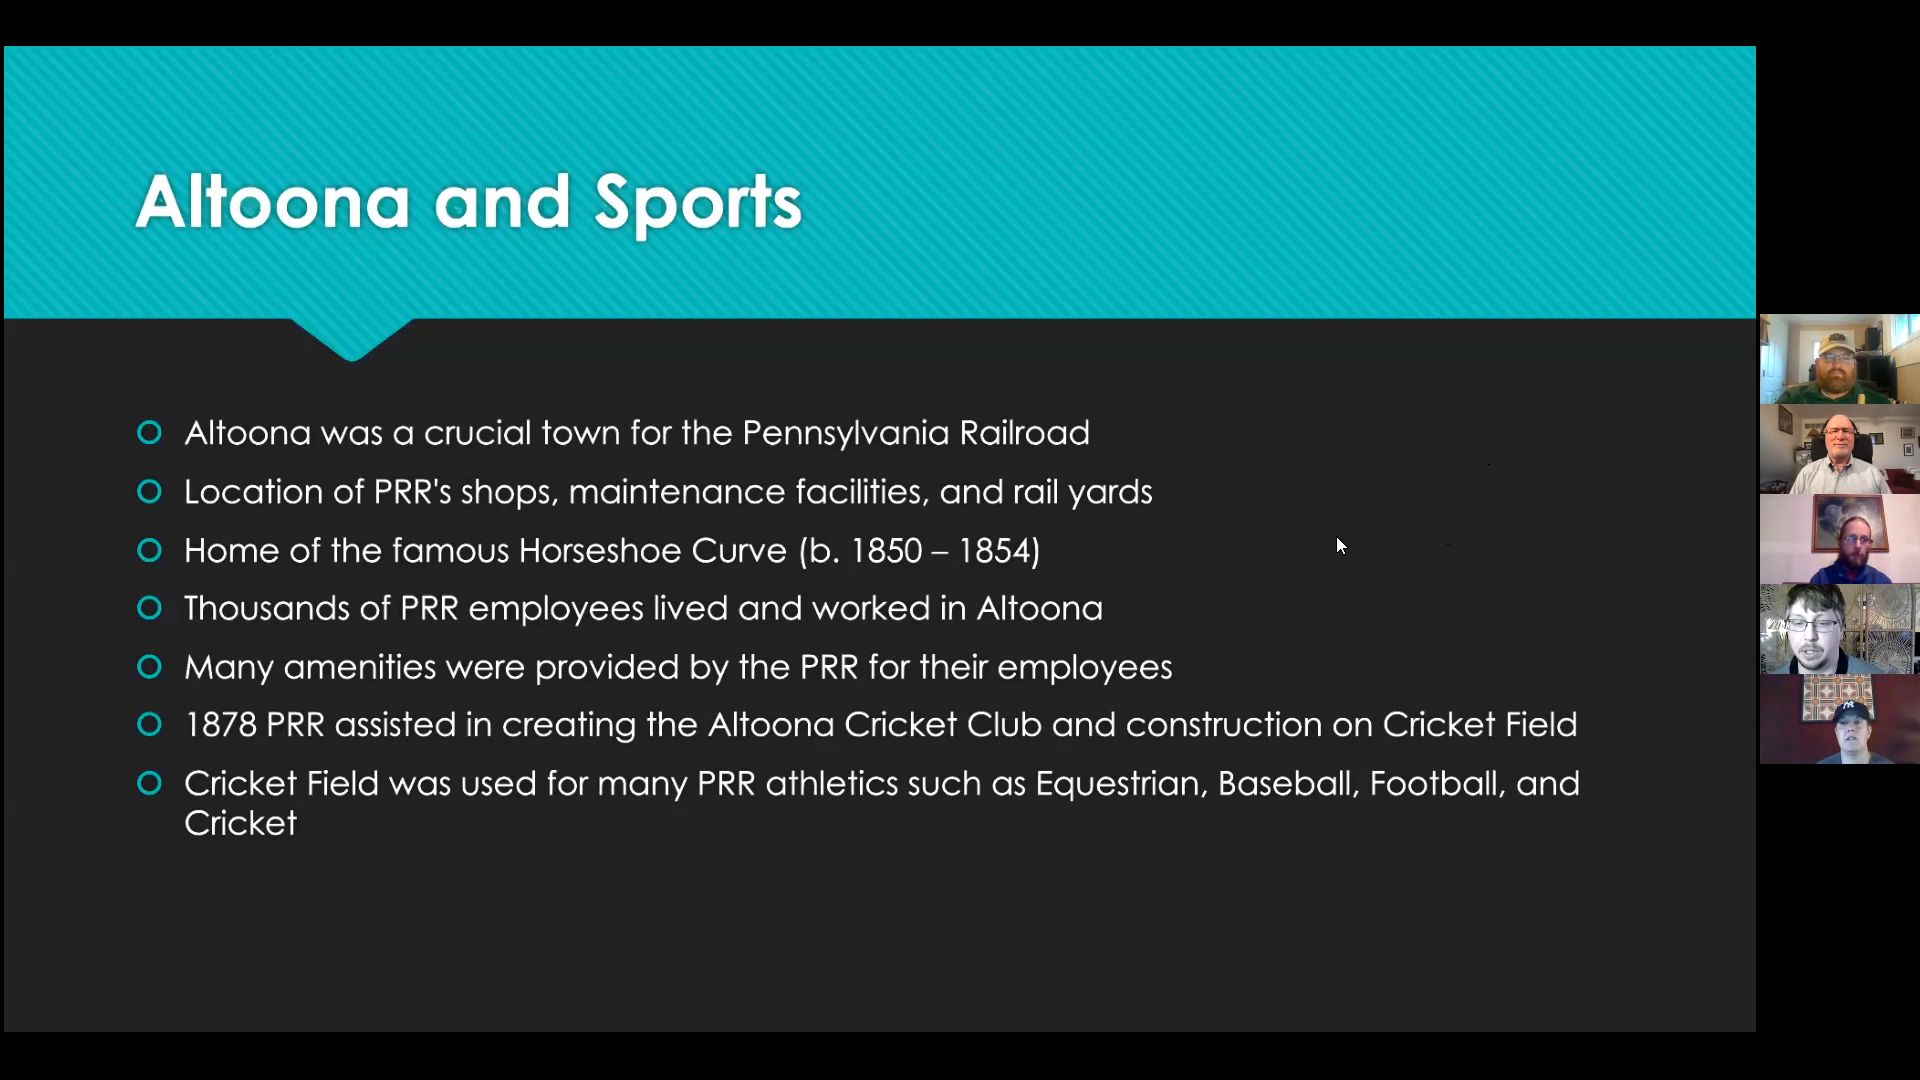 Altoona and Sports
Altoona was a crucial town for the Pennsylvania Railroad
Location of PRR's shops, maintenance facilities, and rail yards
Home of the famous Horseshoe Curve (b. 1850 – 1854)
Thousands of PRR employees lived and worked in Altoona
Many amenities were provided by the PRR for their employees
1878 PRR assisted in creating the Altoona Cricket Club and construction on Cricket Field
Cricket Field was used for many PRR athletics such as Equestrian, Baseball, Football, and
Cricket